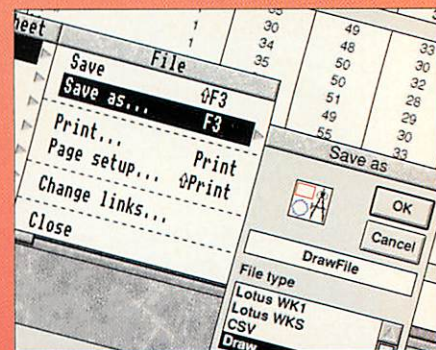 heet
1 30 49 33
1 34 48 30
35 50 32
50 28
51 29
49 30
55 33
File
Save ⇧F3
Save as... F3
Print... Print
Page setup... ⇧Print
Change links...
Close
Save as
OK
Cancel
DrawFile
File type
Lotus WK1
Lotus WKS
CSV
Draw